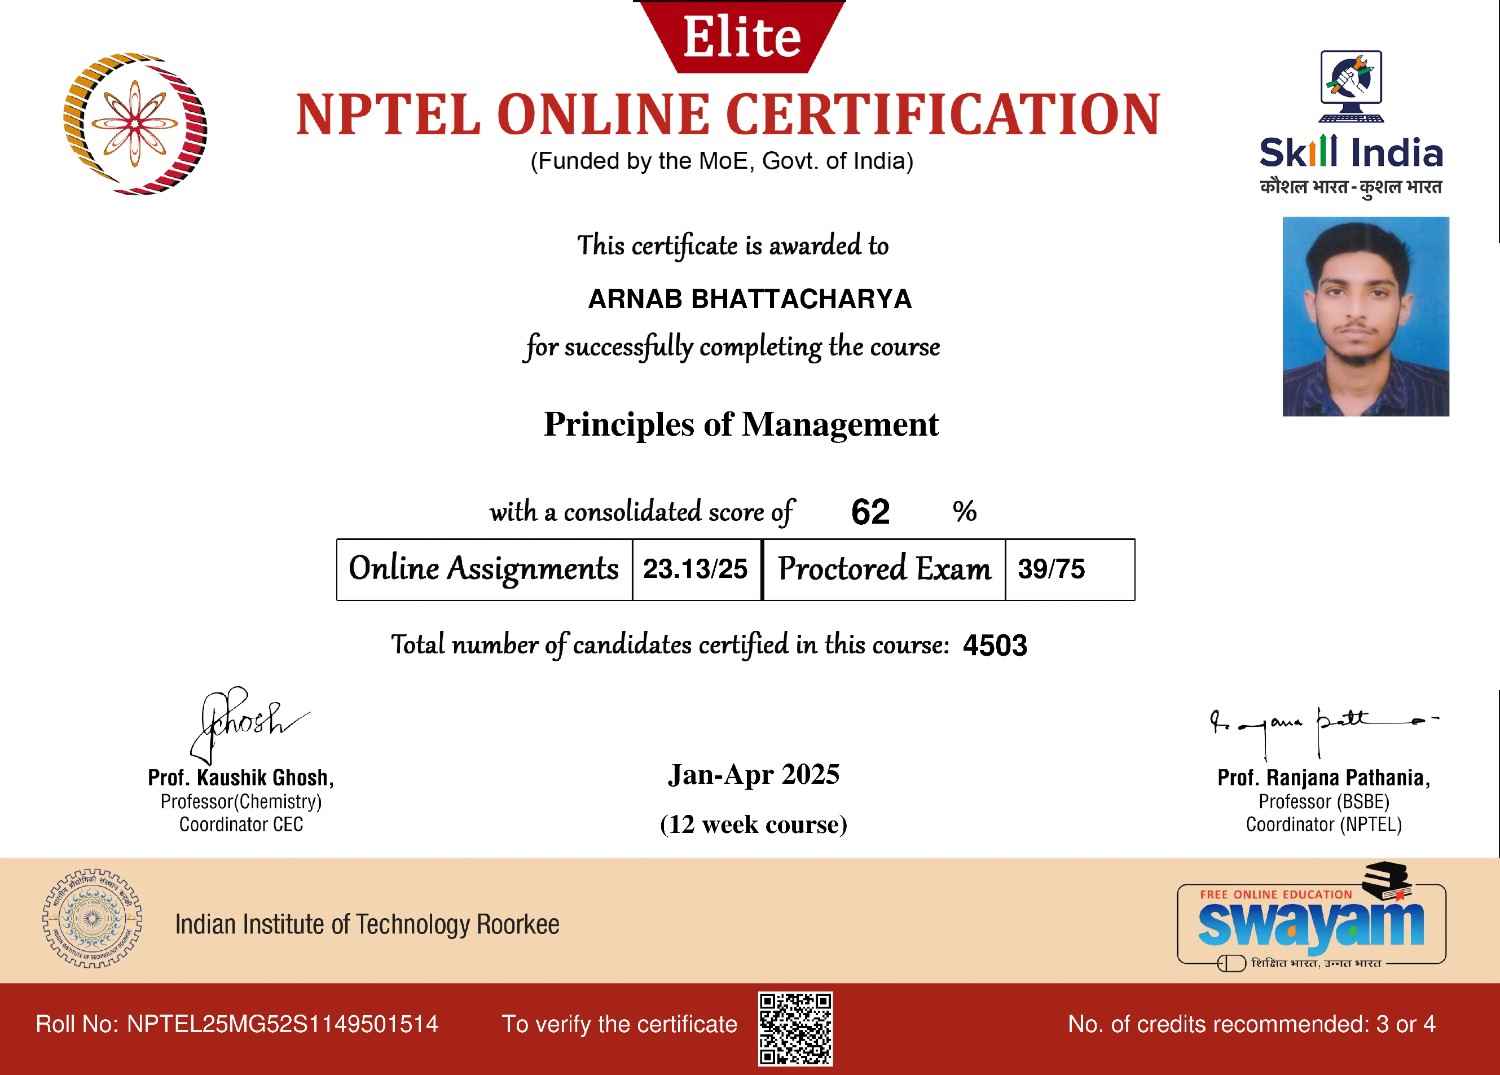 Elite
NPTEL ONLINE CERTIFICATION
(Funded by the MoE, Govt. of India)
Skill India
कौशल भारत - कुशल भारत
This certificate is awarded to
ARNAB BHATTACHARYA
for successfully completing the course
Principles of Management
with a consolidated score of 62 %
Online Assignments 23.13/25 Proctored Exam 39/75
Total number of candidates certified in this course: 4503
Ghosh
Prof. Kaushik Ghosh,
Professor(Chemistry)
Coordinator CEC
Jan-Apr 2025
(12 week course)
Prof. Ranjana Pathania,
Professor (BSBE)
Coordinator (NPTEL)
Indian Institute of Technology Roorkee
FREE ONLINE EDUCATION
swayam
शिक्षित भारत, उन्नत भारत
Roll No: NPTEL25MG52S1149501514
To verify the certificate
No. of credits recommended: 3 or 4